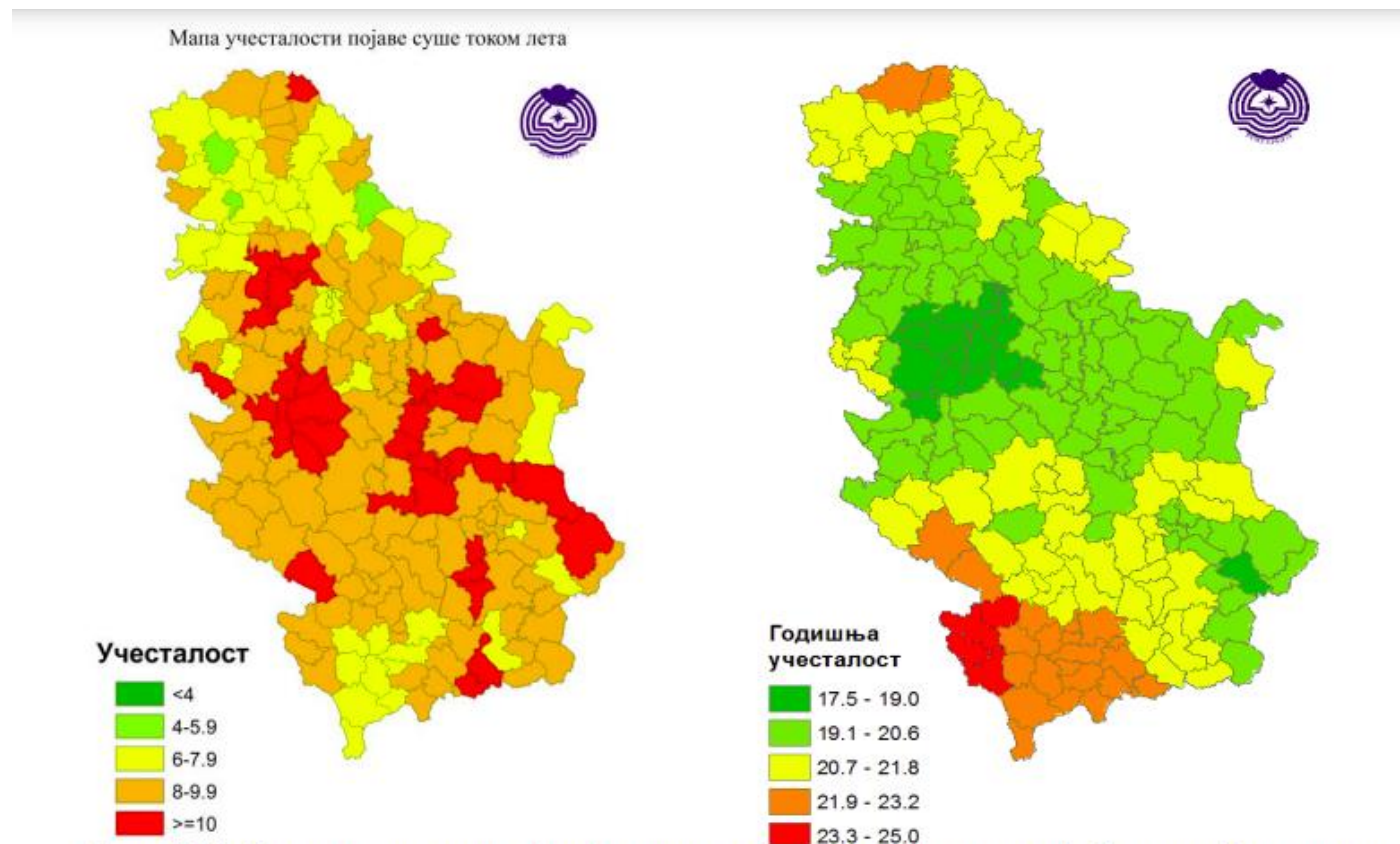 Мапа учесталости појаве суше током лета
Учесталост
<4
4-5.9
6-7.9
8-9.9
>=10
Годишња
учесталост
17.5 - 19.0
19.1 - 20.6
20.7 - 21.8
21.9 - 23.2
23.3 - 25.0